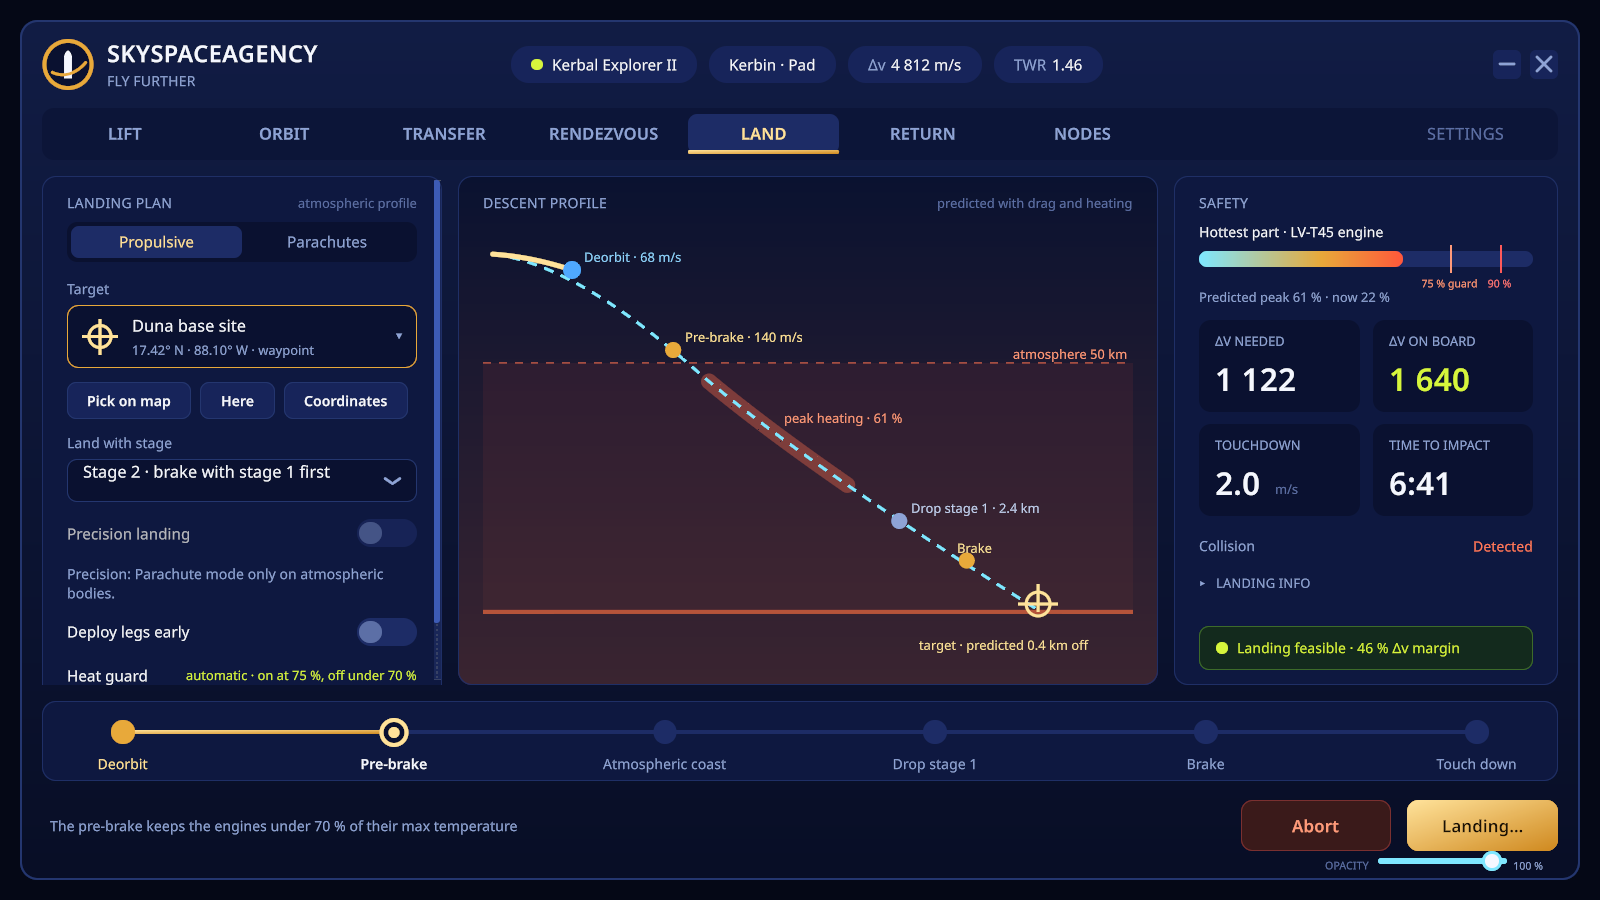 SKYSPACEAGENCY
FLY FURTHER
Kerbal Explorer II
Kerbin · Pad
Δv 4 812 m/s
TWR 1.46
LIFT
ORBIT
TRANSFER
RENDEZVOUS
LAND
RETURN
NODES
SETTINGS
LANDING PLAN
atmospheric profile
Propulsive
Parachutes
Target
Duna base site
17.42° N · 88.10° W · waypoint
Pick on map
Here
Coordinates
Land with stage
Stage 2 · brake with stage 1 first
Precision landing
Precision: Parachute mode only on atmospheric
bodies.
Deploy legs early
Heat guard
automatic · on at 75 %, off under 70 %
DESCENT PROFILE
predicted with drag and heating
Deorbit · 68 m/s
Pre-brake · 140 m/s
atmosphere 50 km
peak heating · 61 %
Drop stage 1 · 2.4 km
Brake
target · predicted 0.4 km off
SAFETY
Hottest part · LV-T45 engine
75 % guard
90 %
Predicted peak 61 % · now 22 %
ΔV NEEDED
1 122
ΔV ON BOARD
1 640
TOUCHDOWN
2.0 m/s
TIME TO IMPACT
6:41
Collision
Detected
LANDING INFO
Landing feasible · 46 % Δv margin
Deorbit
Pre-brake
Atmospheric coast
Drop stage 1
Brake
Touch down
The pre-brake keeps the engines under 70 % of their max temperature
Abort
Landing...
OPACITY
100 %